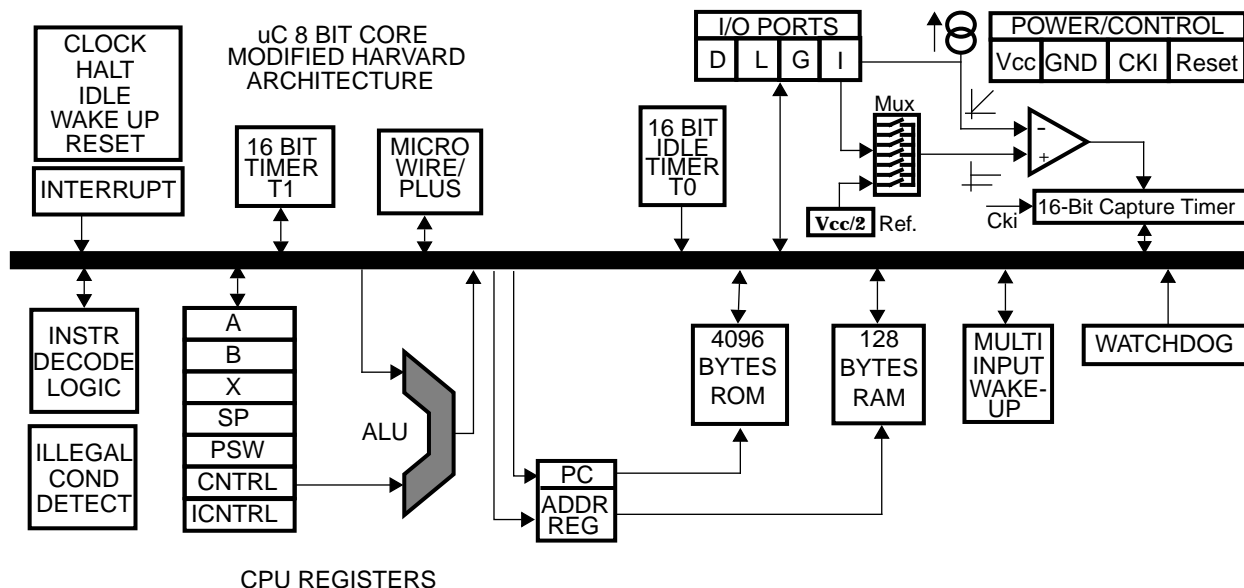 CLOCK
HALT
IDLE
WAKE UP
RESET
INTERRUPT
uC 8 BIT CORE
MODIFIED HARVARD
ARCHITECTURE
16 BIT
TIMER
T1
MICRO
WIRE/
PLUS
16 BIT
IDLE
TIMER
T0
I/O PORTS
D L G I
POWER/CONTROL
Vcc GND CKI Reset
Mux
-
+
Vcc/2 Ref.
Cki
16-Bit Capture Timer
INSTR
DECODE
LOGIC
ILLEGAL
COND
DETECT
A
B
X
SP
PSW
CNTRL
ICNTRL
CPU REGISTERS
ALU
PC
ADDR
REG
4096
BYTES
ROM
128
BYTES
RAM
MULTI
INPUT
WAKE-
UP
WATCHDOG